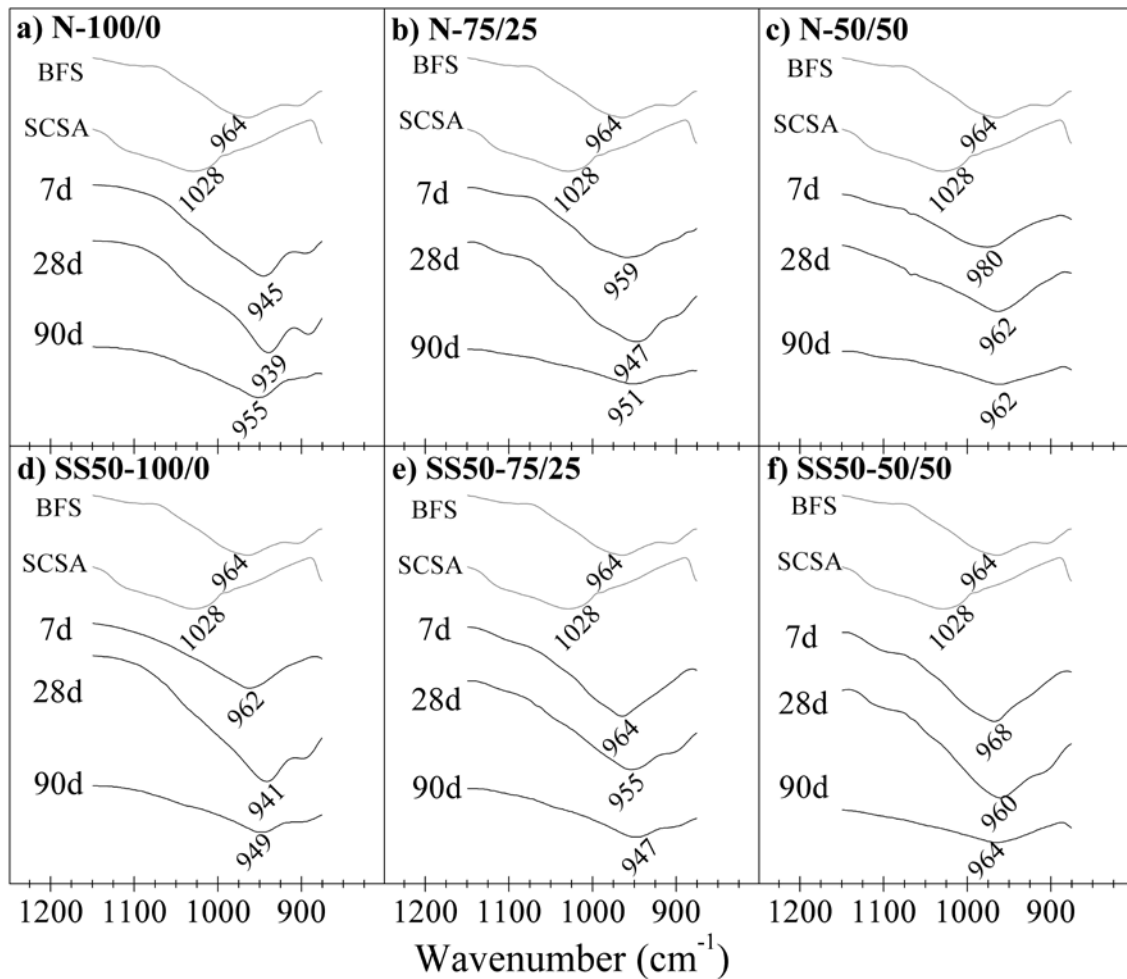 a) N-100/0
BFS
964
SCSA
1028
7d
945
28d
939
90d
955
b) N-75/25
BFS
964
SCSA
1028
7d
959
28d
947
90d
951
c) N-50/50
BFS
964
SCSA
1028
7d
980
28d
962
90d
962
d) SS50-100/0
BFS
964
SCSA
1028
7d
962
28d
941
90d
949
e) SS50-75/25
BFS
964
SCSA
1028
7d
964
28d
955
90d
947
f) SS50-50/50
BFS
964
SCSA
1028
7d
968
28d
960
90d
964
1200 1100 1000 900 1200 1100 1000 900 1200 1100 1000 900
Wavenumber (cm⁻¹)